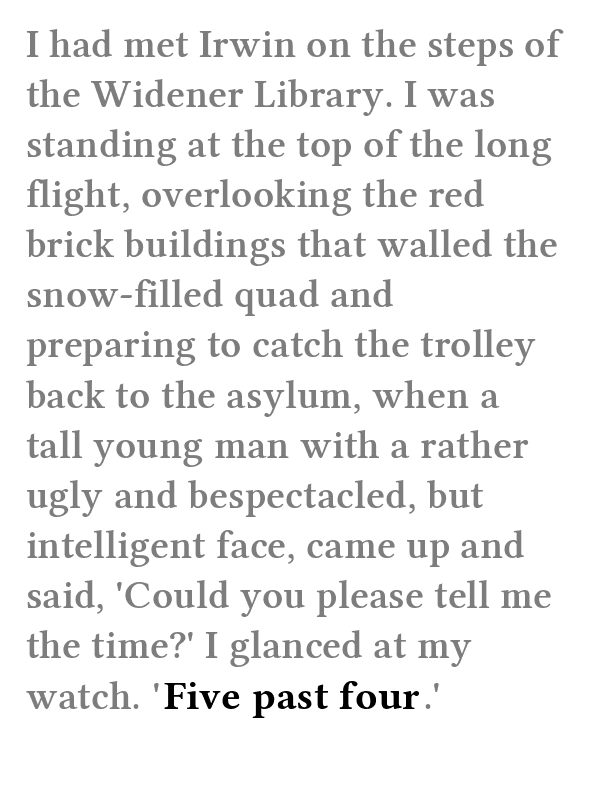 I had met Irwin on the steps of
the Widener Library. I was
standing at the top of the long
flight, overlooking the red
brick buildings that walled the
snow-filled quad and
preparing to catch the trolley
back to the asylum, when a
tall young man with a rather
ugly and bespectacled, but
intelligent face, came up and
said, 'Could you please tell me
the time?' I glanced at my
watch. 'Five past four.'